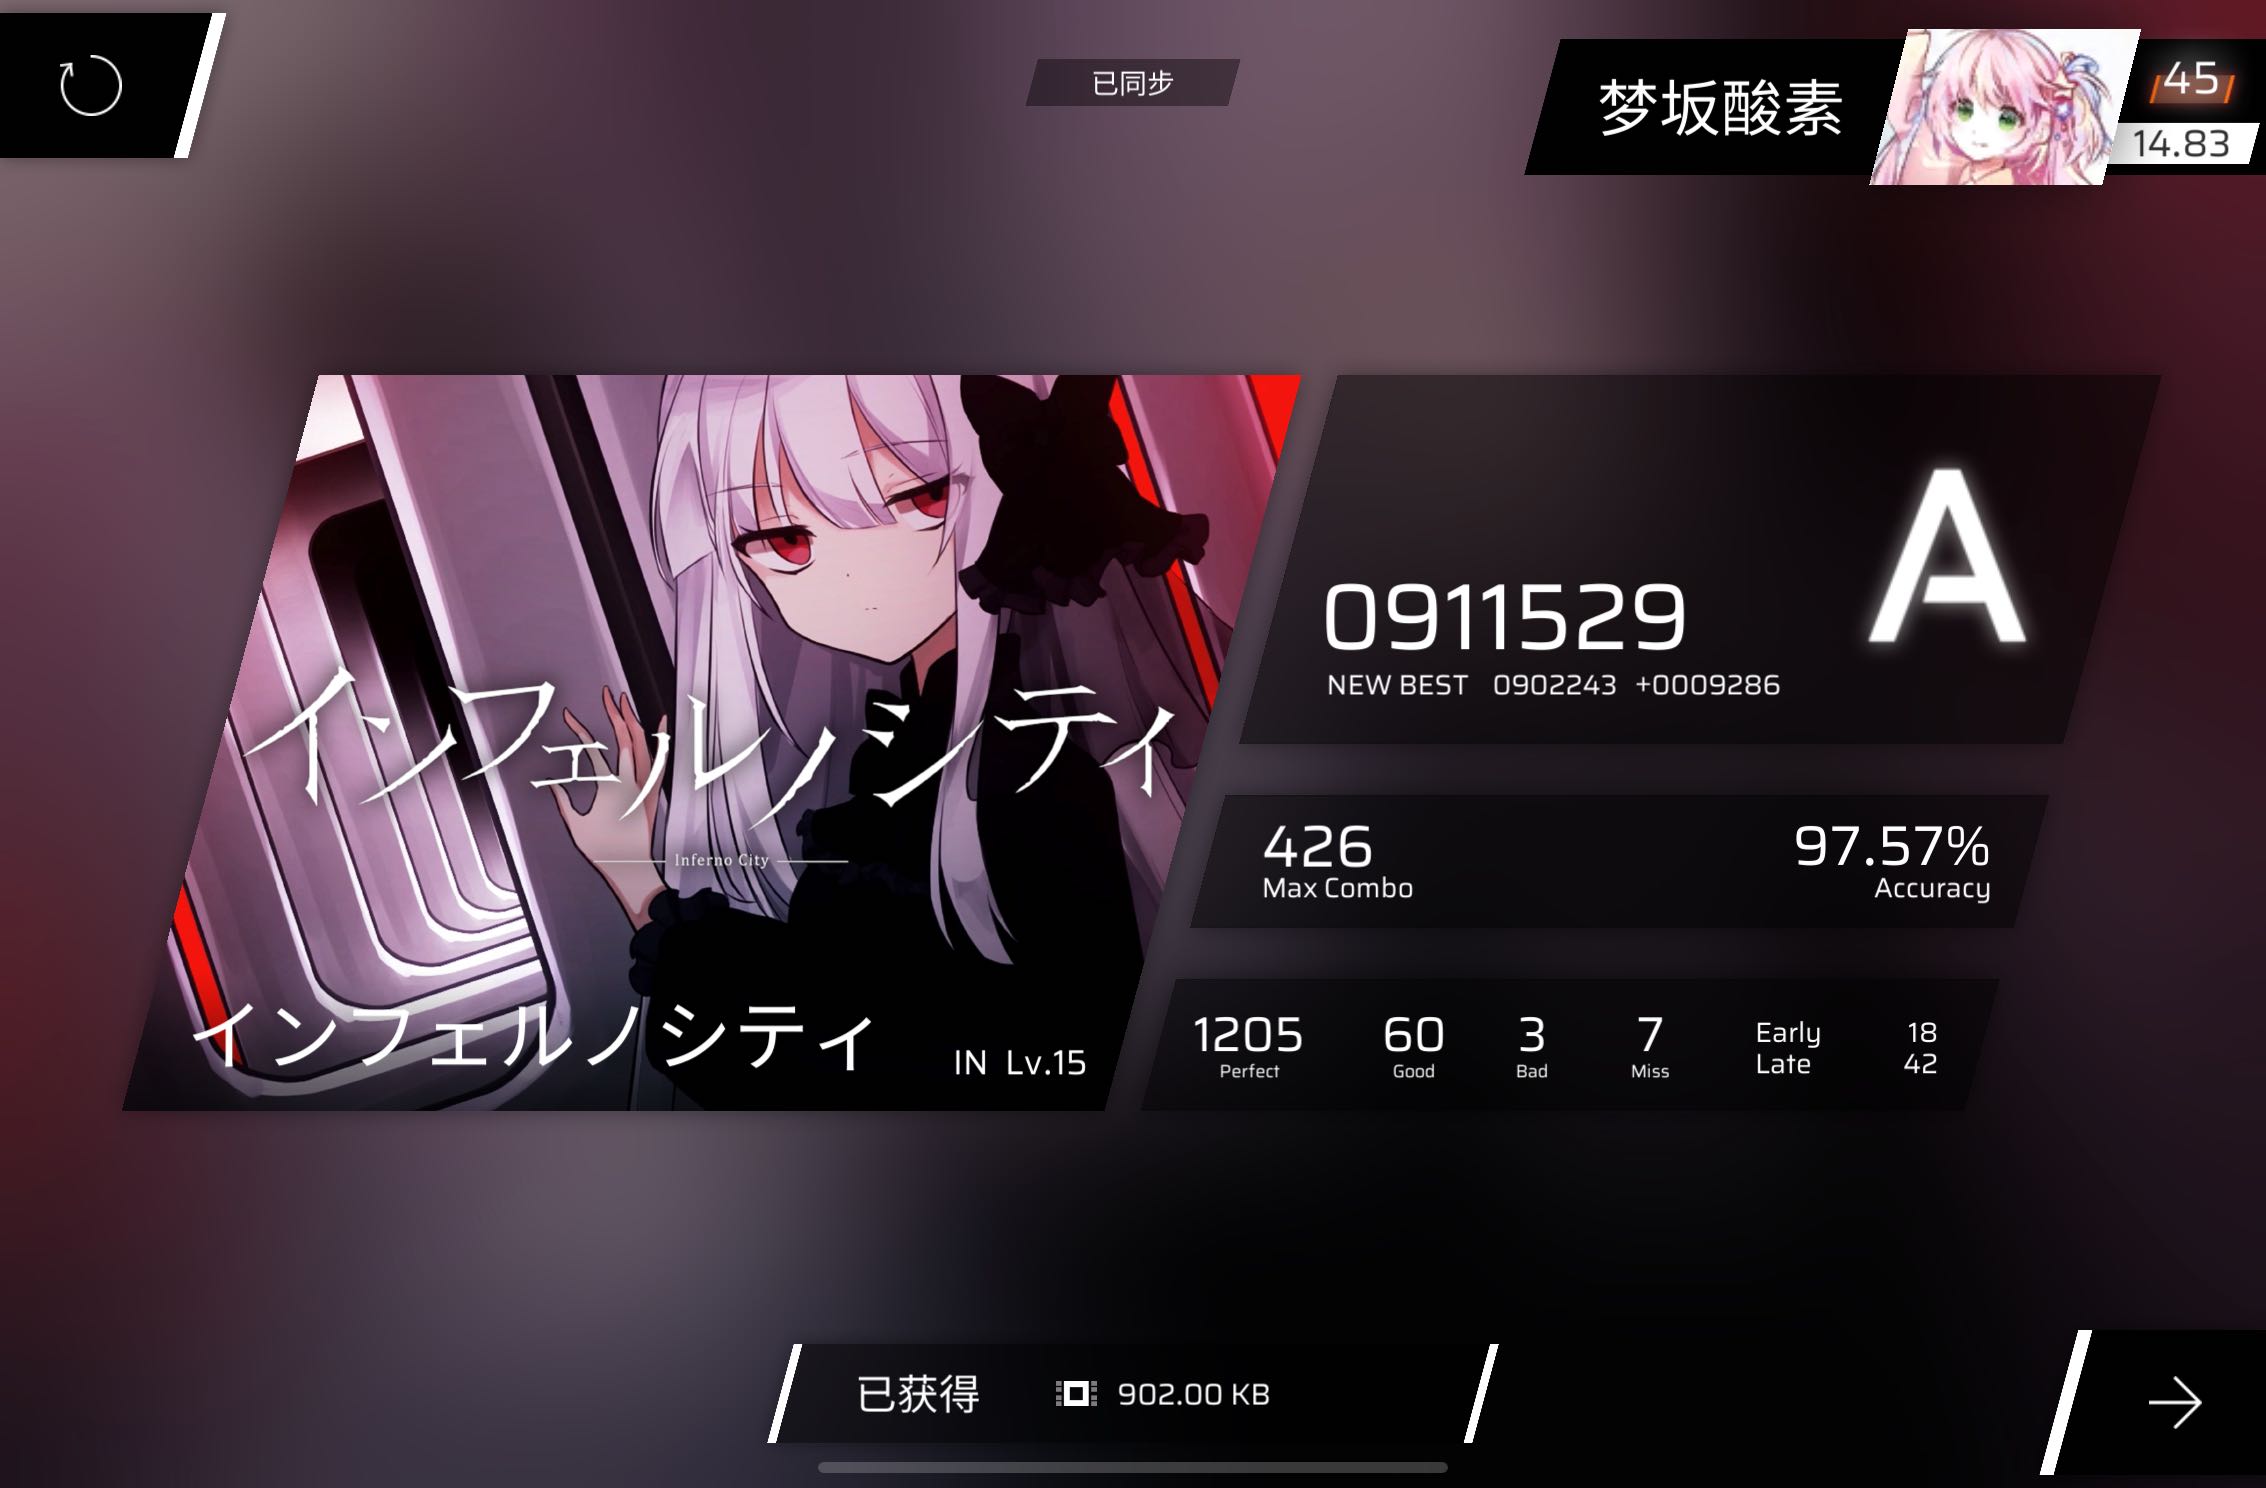 已同步
梦坂酸素
45
14.83
インフェルノシティ
Inferno City
インフェルノシティ
IN Lv.15
A
0911529
NEW BEST 0902243 +0009286
426
Max Combo
97.57%
Accuracy
1205 60 3 7
Perfect Good Bad Miss
Early 18
Late 42
已获得 902.00 KB